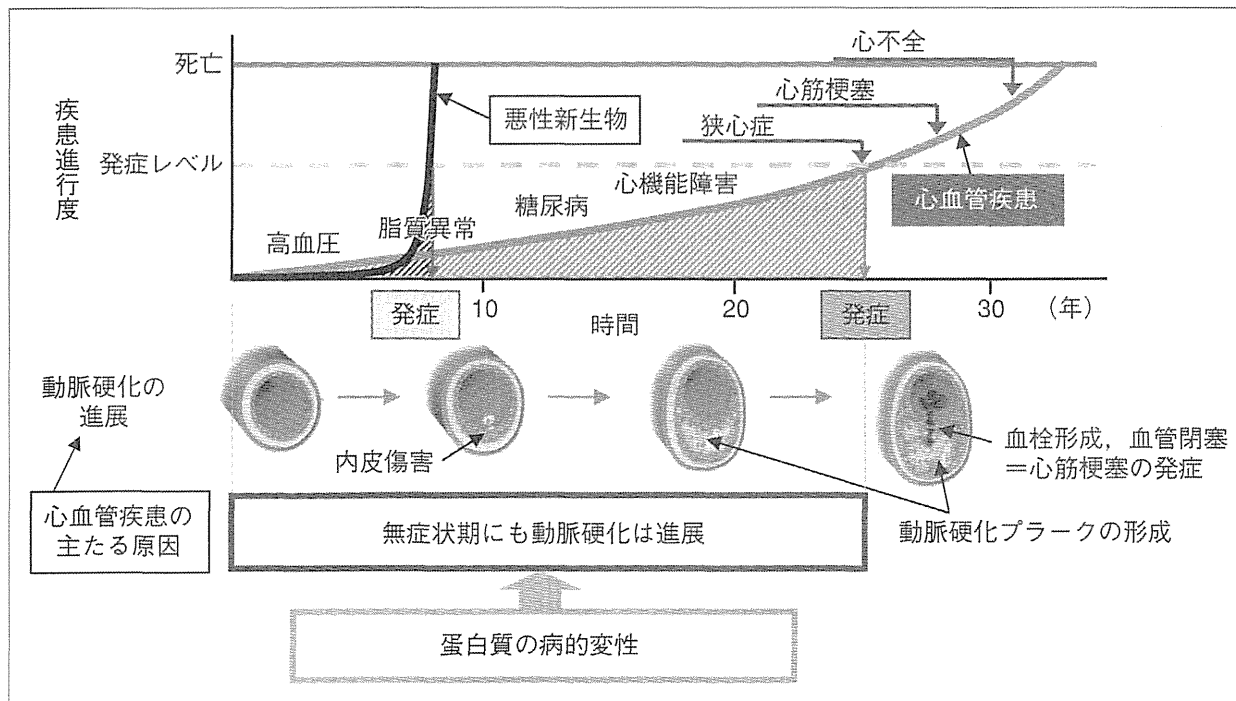 死亡
疾患進行度
発症レベル
悪性新生物
心不全
心筋梗塞
狭心症
心機能障害
糖尿病
脂質異常
高血圧
心血管疾患
発症
10
時間
20
発症
30
（年）
動脈硬化の
進展
内皮傷害
血栓形成，血管閉塞
＝心筋梗塞の発症
心血管疾患の
主たる原因
無症状期にも動脈硬化は進展
動脈硬化プラークの形成
蛋白質の病的変性